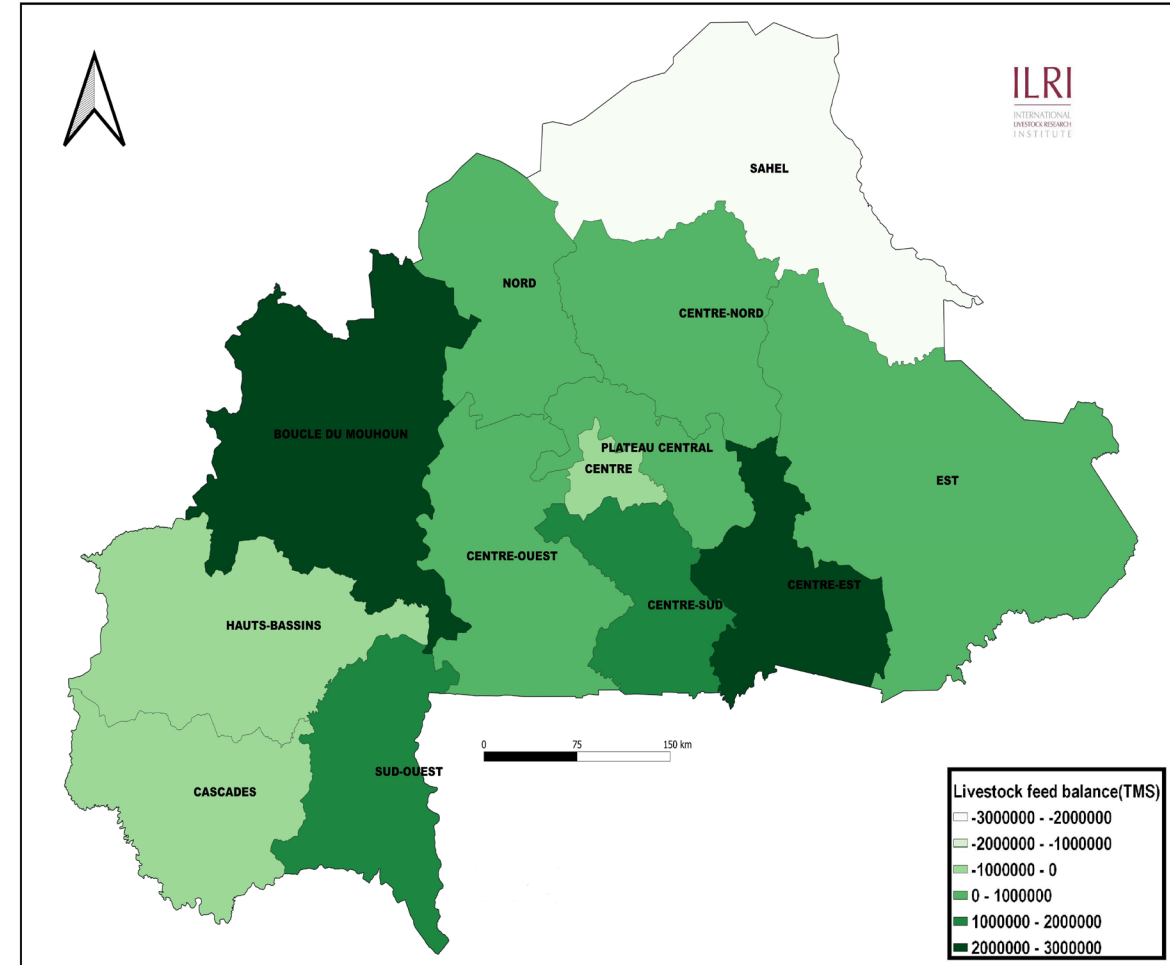 ILRI
INTERNATIONAL
LIVESTOCK RESEARCH
INSTITUTE
SAHEL
NORD
CENTRE-NORD
BOUCLE DU MOUHOUN
PLATEAU CENTRAL
CENTRE
EST
CENTRE-OUEST
CENTRE-EST
CENTRE-SUD
HAUTS-BASSINS
0 75 150 km
SUD-OUEST
CASCADES
Livestock feed balance(TMS)
-3000000 - -2000000
-2000000 - -1000000
-1000000 - 0
0 - 1000000
1000000 - 2000000
2000000 - 3000000